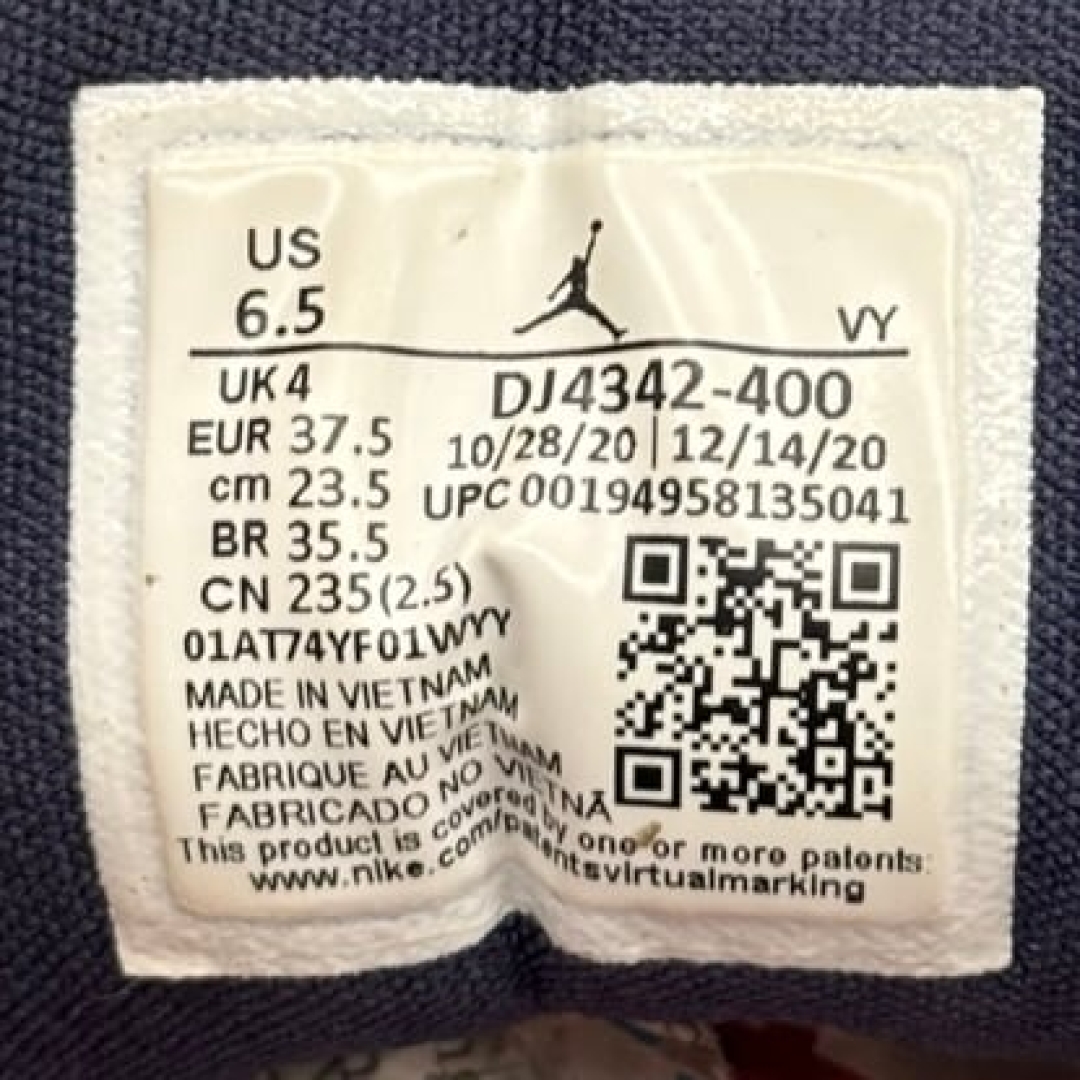 US
6.5
VY
UK 4
EUR 37.5
cm 23.5
BR 35.5
CN 235(2.5)
01AT74YF01WYY
DJ4342-400
10/28/20 | 12/14/20
UPC 00194958135041
MADE IN VIETNAM
HECHO EN VIETNAM
FABRIQUE AU VIETNAM
FABRICADO NO VIETNÃ
This product is covered by one or more patents:
www.nike.com/patentsvirtualmarking